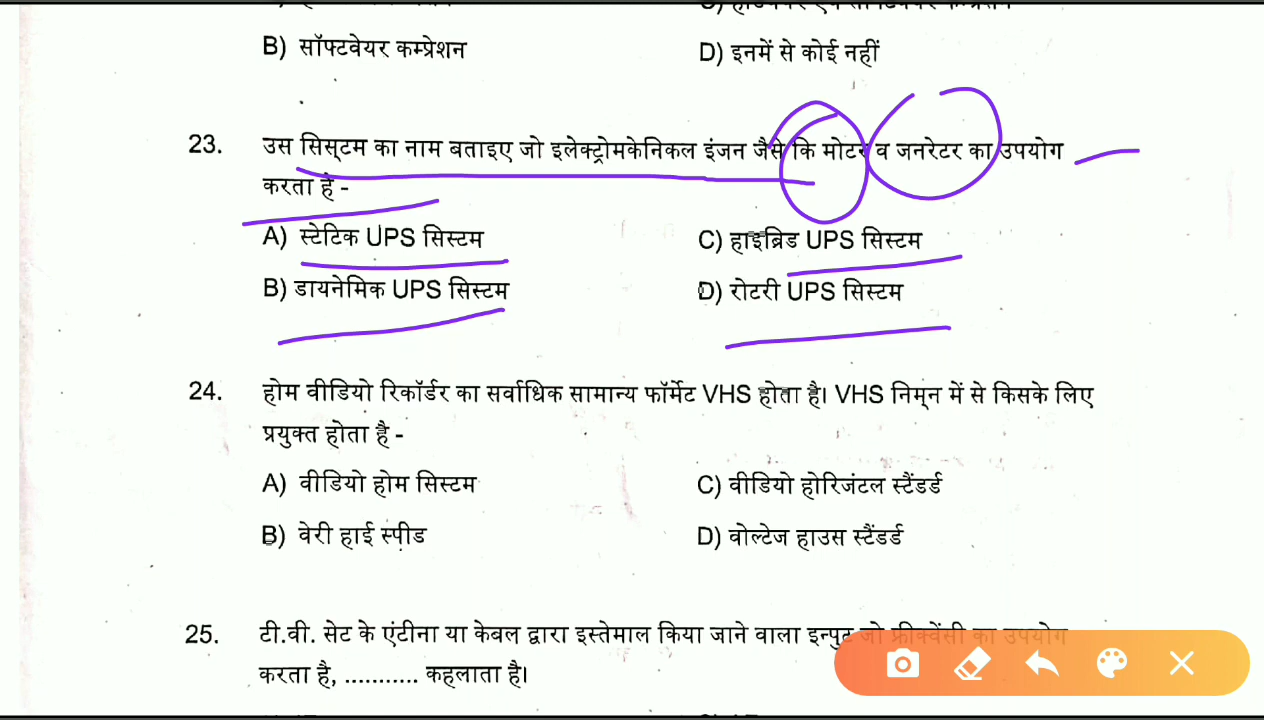 B) सॉफ्टवेयर कम्प्रेशन
D) इनमें से कोई नहीं
23. उस सिस्टम का नाम बताइए जो इलेक्ट्रोमकेनिकल इंजन जैसे कि मोटर व जनरेटर का उपयोग
करता है -
A) स्टेटिक UPS सिस्टम
C) हाइब्रिड UPS सिस्टम
B) डायनेमिक UPS सिस्टम
D) रोटरी UPS सिस्टम
24. होम वीडियो रिकॉर्डर का सर्वाधिक सामान्य फॉर्मेट VHS होता है। VHS निम्न में से किसके लिए
प्रयुक्त होता है -
A) वीडियो होम सिस्टम
C) वीडियो होरिजंटल स्टैंडर्ड
B) वेरी हाई स्पीड
D) वोल्टेज हाउस स्टैंडर्ड
25. टी.वी. सेट के एंटीना या केबल द्वारा इस्तेमाल किया जाने वाला इन्पुट जो फ्रीक्वेंसी का उपयोग
करता है, ........... कहलाता है।